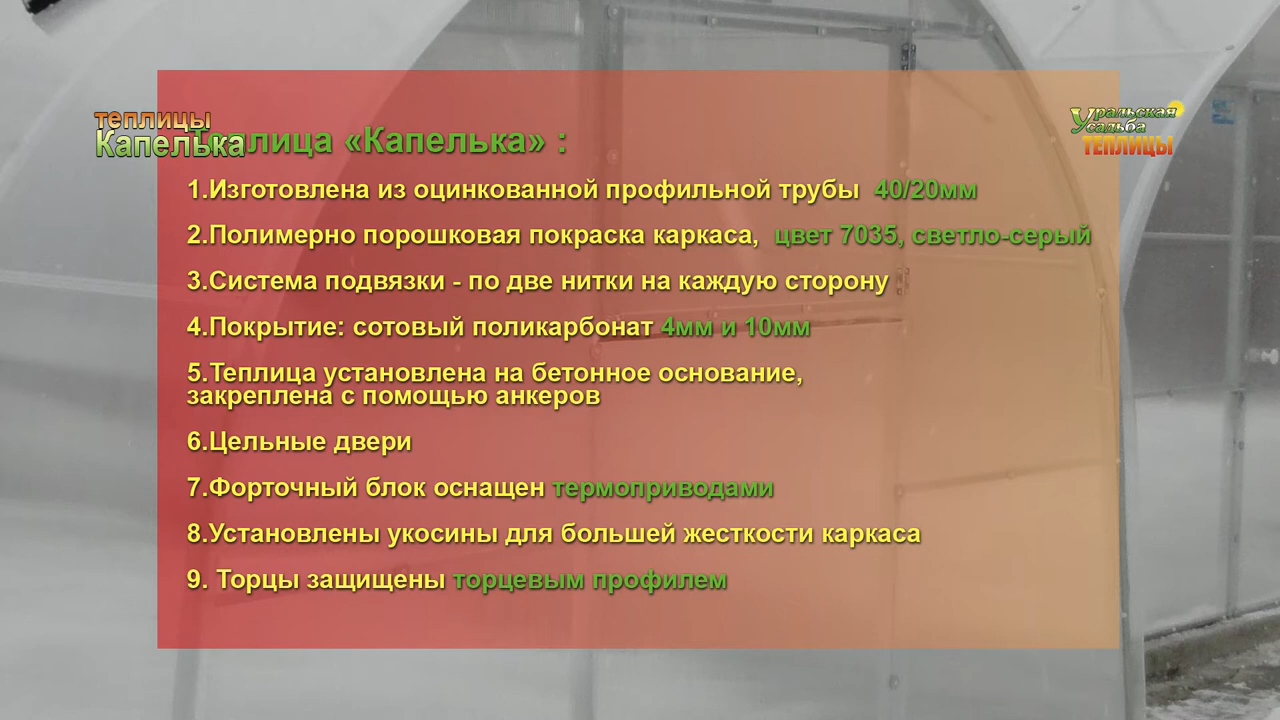 теплицы
Капелька
Теплица «Капелька» :
Уральская
Усадьба
ТЕПЛИЦЫ
1.Изготовлена из оцинкованной профильной трубы 40/20мм
2.Полимерно порошковая покраска каркаса, цвет 7035, светло-серый
3.Система подвязки - по две нитки на каждую сторону
4.Покрытие: сотовый поликарбонат 4мм и 10мм
5.Теплица установлена на бетонное основание,
закреплена с помощью анкеров
6.Цельные двери
7.Форточный блок оснащен термоприводами
8.Установлены укосины для большей жесткости каркаса
9. Торцы защищены торцевым профилем